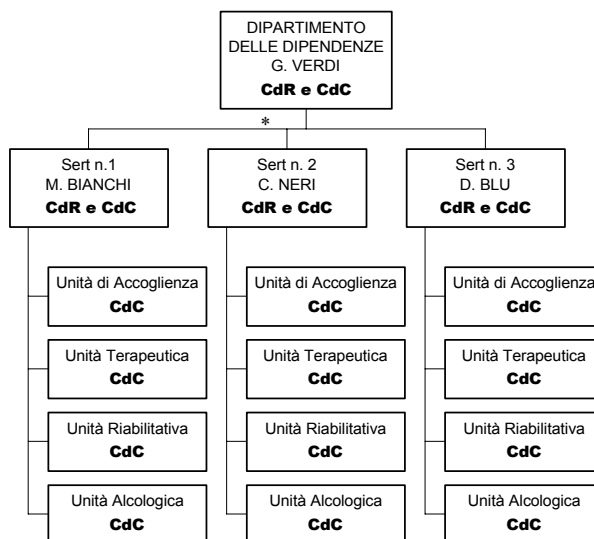 DIPARTIMENTO
DELLE DIPENDENZE
G. VERDI
CdR e CdC
*
Sert n.1
M. BIANCHI
CdR e CdC
Sert n. 2
C. NERI
CdR e CdC
Sert n. 3
D. BLU
CdR e CdC
Unità di Accoglienza
CdC
Unità di Accoglienza
CdC
Unità di Accoglienza
CdC
Unità Terapeutica
CdC
Unità Terapeutica
CdC
Unità Terapeutica
CdC
Unità Riabilitativa
CdC
Unità Riabilitativa
CdC
Unità Riabilitativa
CdC
Unità Alcologica
CdC
Unità Alcologica
CdC
Unità Alcologica
CdC